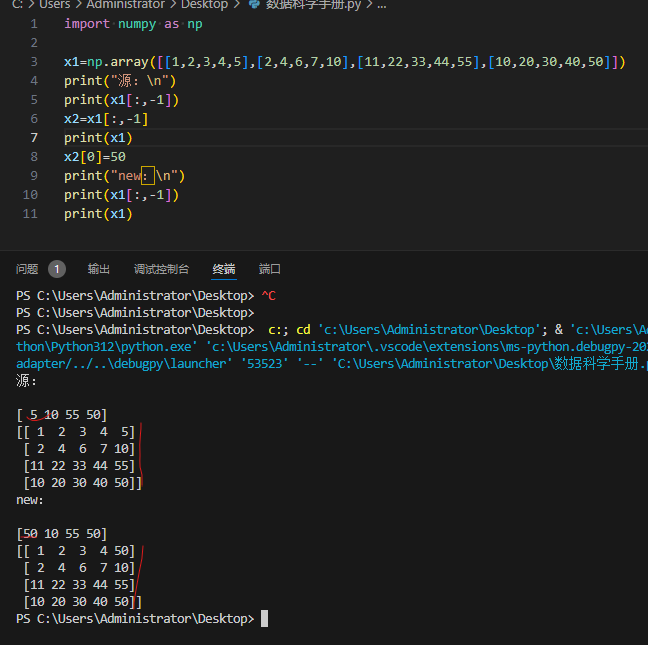 C: > Users > Administrator > Desktop > 数据科学手册.py > ...
1 import numpy as np
2
3 x1=np.array([[1,2,3,4,5],[2,4,6,7,10],[11,22,33,44,55],[10,20,30,40,50]])
4 print("源：\n")
5 print(x1[:,-1])
6 x2=x1[:,-1]
7 print(x1)
8 x2[0]=50
9 print("new：\n")
10 print(x1[:,-1])
11 print(x1)
问题 1 输出 调试控制台 终端 端口
PS C:\Users\Administrator\Desktop> ^C
PS C:\Users\Administrator\Desktop>
PS C:\Users\Administrator\Desktop> c:; cd 'c:\Users\Administrator\Desktop'; & 'c:\Users\A
thon\Python312\python.exe' 'c:\Users\Administrator\.vscode\extensions\ms-python.debugpy-20
adapter/../..\debugpy\launcher' '53523' '--' 'C:\Users\Administrator\Desktop\数据科学手册.p
源：
[ 5 10 55 50]
[[ 1 2 3 4 5]
[ 2 4 6 7 10]
[11 22 33 44 55]
[10 20 30 40 50]]
new：
[50 10 55 50]
[[ 1 2 3 4 50]
[ 2 4 6 7 10]
[11 22 33 44 55]
[10 20 30 40 50]]
PS C:\Users\Administrator\Desktop>